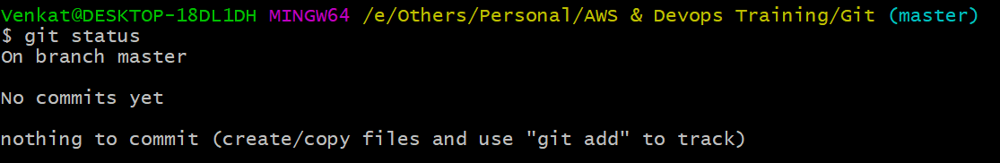 Venkat@DESKTOP-18DL1DH MINGW64 /e/Others/Personal/AWS & Devops Training/Git (master)
$ git status
On branch master
No commits yet
nothing to commit (create/copy files and use "git add" to track)